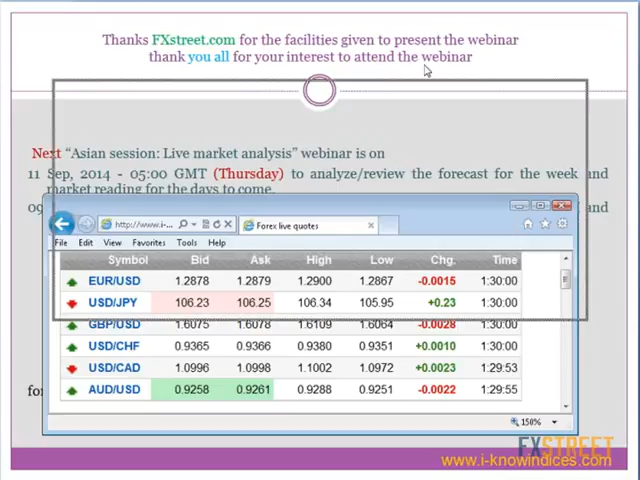 Thanks FXstreet.com for the facilities given to present the webinar
thank you all for your interest to attend the webinar
Next “Asian session: Live market analysis” webinar is on
11 Sep, 2014 - 05:00 GMT (Thursday) to analyze/review the forecast for the week and
market reading for the days to come.
09 and
http://www.i-... Forex live quotes
File Edit View Favorites Tools Help
Symbol Bid Ask High Low Chg. Time
EUR/USD 1.2878 1.2879 1.2900 1.2867 -0.0015 1:30:00
USD/JPY 106.23 106.25 106.34 105.95 +0.23 1:30:00
GBP/USD 1.6075 1.6078 1.6109 1.6064 -0.0028 1:30:00
USD/CHF 0.9365 0.9366 0.9380 0.9351 +0.0010 1:30:00
USD/CAD 1.0996 1.0998 1.1002 1.0972 +0.0023 1:29:53
AUD/USD 0.9258 0.9261 0.9288 0.9251 -0.0022 1:29:55
for
150%
FXSTREET
www.i-knowindices.com